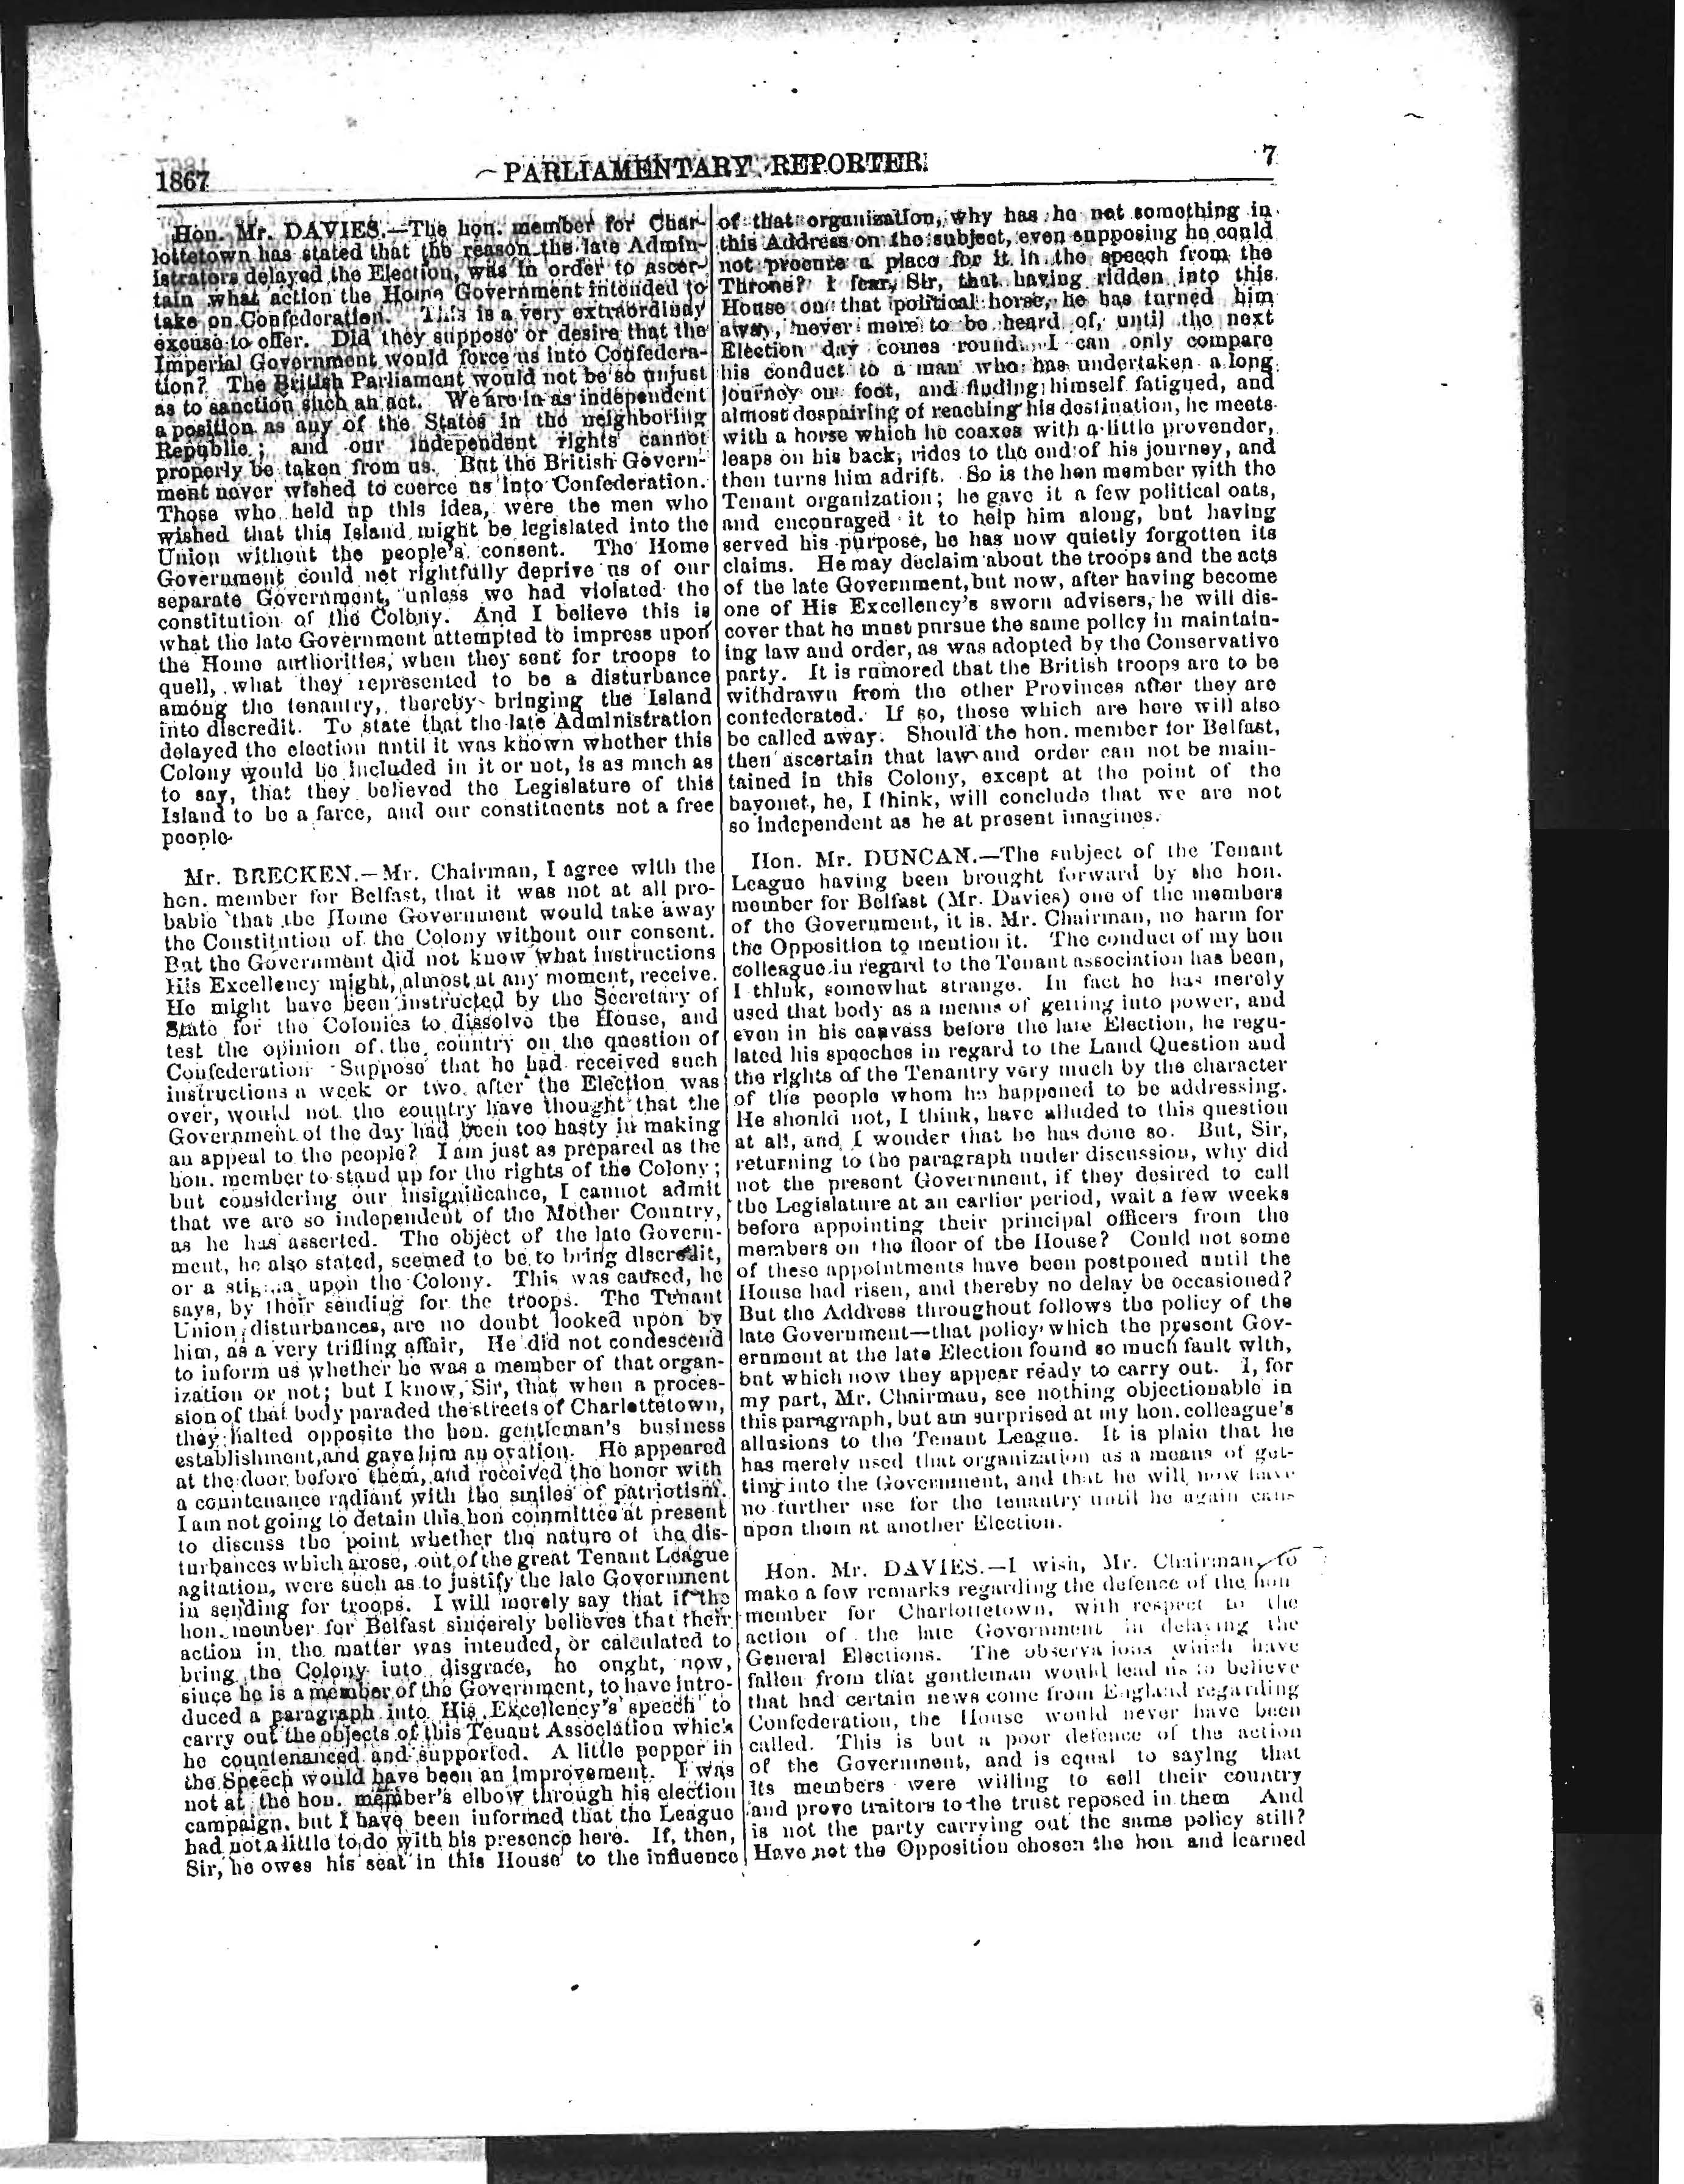 1867
PARLIAMENTARY REPORTER.
7
Hon. Mr. DAVIES.—The hon. member for Char-
lottetown has stated that the reason the late Admin-
istrators delayed the Election, was in order to ascer-
tain what action the Home Government intended to
take on Confederation. This is a very extraordinay
excuse to offer. Did they suppose or desire that the
Imperial Government would force us into Confedera-
tion? The British Parliament would not be so unjust
as to sanction such an act. We are in as independent
a position as any of the States in the neighboring
Republic; and our independent rights cannot
properly be taken from us. But the British Govern-
ment never wished to coerce us into Confederation.
Those who held up this idea, were the men who
wished that this Island might be legislated into the
Union without the people's consent. The Home
Government could not rightfully deprive us of our
separate Government, unless we had violated the
constitution of the Colony. And I believe this is
what the late Government attempted to impress upon
the Home authorities, when they sent for troops to
quell, what they represented to be a disturbance
among the tenantry, thereby bringing the Island
into discredit. To state that the late Administration
delayed the election until it was known whether this
Colony would be included in it or not, is as much as
to say, that they believed the Legislature of this
Island to be a farce, and our constituents not a free
people.
Mr. BRECKEN.—Mr. Chairman, I agree with the
hon. member for Belfast, that it was not at all pro-
bable that the Home Government would take away
the Constitution of the Colony without our consent.
But the Government did not know what instructions
His Excellency might, almost at any moment, receive.
He might have been instructed by the Secretary of
State for the Colonies to dissolve the House, and
test the opinion of the country on the question of
Confederation Suppose that he had received such
instructions a week or two after the Election was
over, would not the country have thought that the
Government of the day had been too hasty in making
an appeal to the people? I am just as prepared as the
hon. member to stand up for the rights of the Colony;
but considering our insignificance, I cannot admit
that we are so independent of the Mother Country,
as he has asserted. The object of the late Govern-
ment, he also stated, seemed to be to bring discredit,
or a stigma upon the Colony. This was caused, he
says, by their sending for the troops. The Tenant
Union disturbances, are no doubt looked upon by
him, as a very trifling affair, He did not condescend
to inform us whether he was a member of that organ-
ization or not; but I know, Sir, that when a proces-
sion of that body paraded the streets of Charlottetown,
they halted opposite the hon. gentleman's business
establishment, and gave him an ovation. He appeared
at the door before them, and received the honor with
a countenance radiant with the smiles of patriotism.
I am not going to detain this hon committee at present
to discuss the point whether the nature of the dis-
turbances which arose, out of the great Tenant League
agitation, were such as to justify the late Government
in sending for troops. I will merely say that if the
hon. member for Belfast sincerely believes that their
action in the matter was intended, or calculated to
bring the Colony into disgrace, he ought, now,
since he is a member of the Government, to have intro-
duced a paragraph into His Excellency's speech to
carry out the objects of this Tenant Association which
he countenanced and supported. A little pepper in
the Speech would have been an improvement. I was
not at the hon. member's elbow through his election
campaign, but I have been informed that the League
had not a little to do with his presence here. If, then,
Sir, he owes his seat in this House to the influence
of that organization, why has he not something in
this Address on the subject, even supposing he could
not procure a place for it in the speech from the
Throne? I fear, Sir, that having ridden into this
House on that political horse, he has turned him
away, never more to be heard of, until the next
Election day comes round. I can only compare
his conduct to a man who has undertaken a long
journey on foot, and finding himself fatigued, and
almost despairing of reaching his destination, he meets
with a horse which he coaxes with a little provender,
leaps on his back, rides to the end of his journey, and
then turns him adrift. So is the hon member with the
Tenant organization; he gave it a few political oats,
and encouraged it to help him along, but having
served his purpose, he has now quietly forgotten its
claims. He may declaim about the troops and the acts
of the late Government, but now, after having become
one of His Excellency's sworn advisers, he will dis-
cover that he must pursue the same policy in maintain-
ing law and order, as was adopted by the Conservative
party. It is rumored that the British troops are to be
withdrawn from the other Provinces after they are
confederated. If so, those which are here will also
be called away. Should the hon. member for Belfast,
then ascertain that law and order can not be main-
tained in this Colony, except at the point of the
bayonet, he, I think, will conclude that we are not
so independent as he at present imagines.
Hon. Mr. DUNCAN.—The subject of the Tenant
League having been brought forward by the hon.
member for Belfast (Mr. Davies) one of the members
of the Government, it is. Mr. Chairman, no harm for
the Opposition to mention it. The conduct of my hon
colleague in regard to the Tenant association has been,
I think, somewhat strange. In fact he has merely
used that body as a means of getting into power, and
even in his canvass before the late Election, he regu-
lated his speeches in regard to the Land Question and
the rights of the Tenantry very much by the character
of the people whom he happened to be addressing.
He should not, I think, have alluded to this question
at all, and I wonder that he has done so. But, Sir,
returning to the paragraph under discussion, why did
not the present Government, if they desired to call
the Legislature at an earlier period, wait a few weeks
before appointing their principal officers from the
members on the floor of the House? Could not some
of these appointments have been postponed until the
House had risen, and thereby no delay be occasioned?
But the Address throughout follows the policy of the
late Government—that policy which the present Gov-
ernment at the late Election found so much fault with,
but which now they appear ready to carry out. I, for
my part, Mr. Chairman, see nothing objectionable in
this paragraph, but am surprised at my hon. colleague's
allusions to the Tenant League. It is plain that he
has merely used that organization as a means of get-
ting into the Government, and that he will now have
no further use for the tenantry until he again calls
upon them at another Election.
Hon. Mr. DAVIES.—I wish, Mr. Chairman, to
make a few remarks regarding the defence of the hon
member for Charlottetown, with respect to the
action of the late Government in delaying the
General Elections. The observations which have
fallen from that gentleman would lead us to believe
that had certain news come from England regarding
Confederation, the House would never have been
called. This is but a poor defence of the action
of the Government, and is equal to saying that
its members were willing to sell their country
and prove traitors to the trust reposed in them And
is not the party carrying out the same policy still?
Have not the Opposition chosen the hon and learned